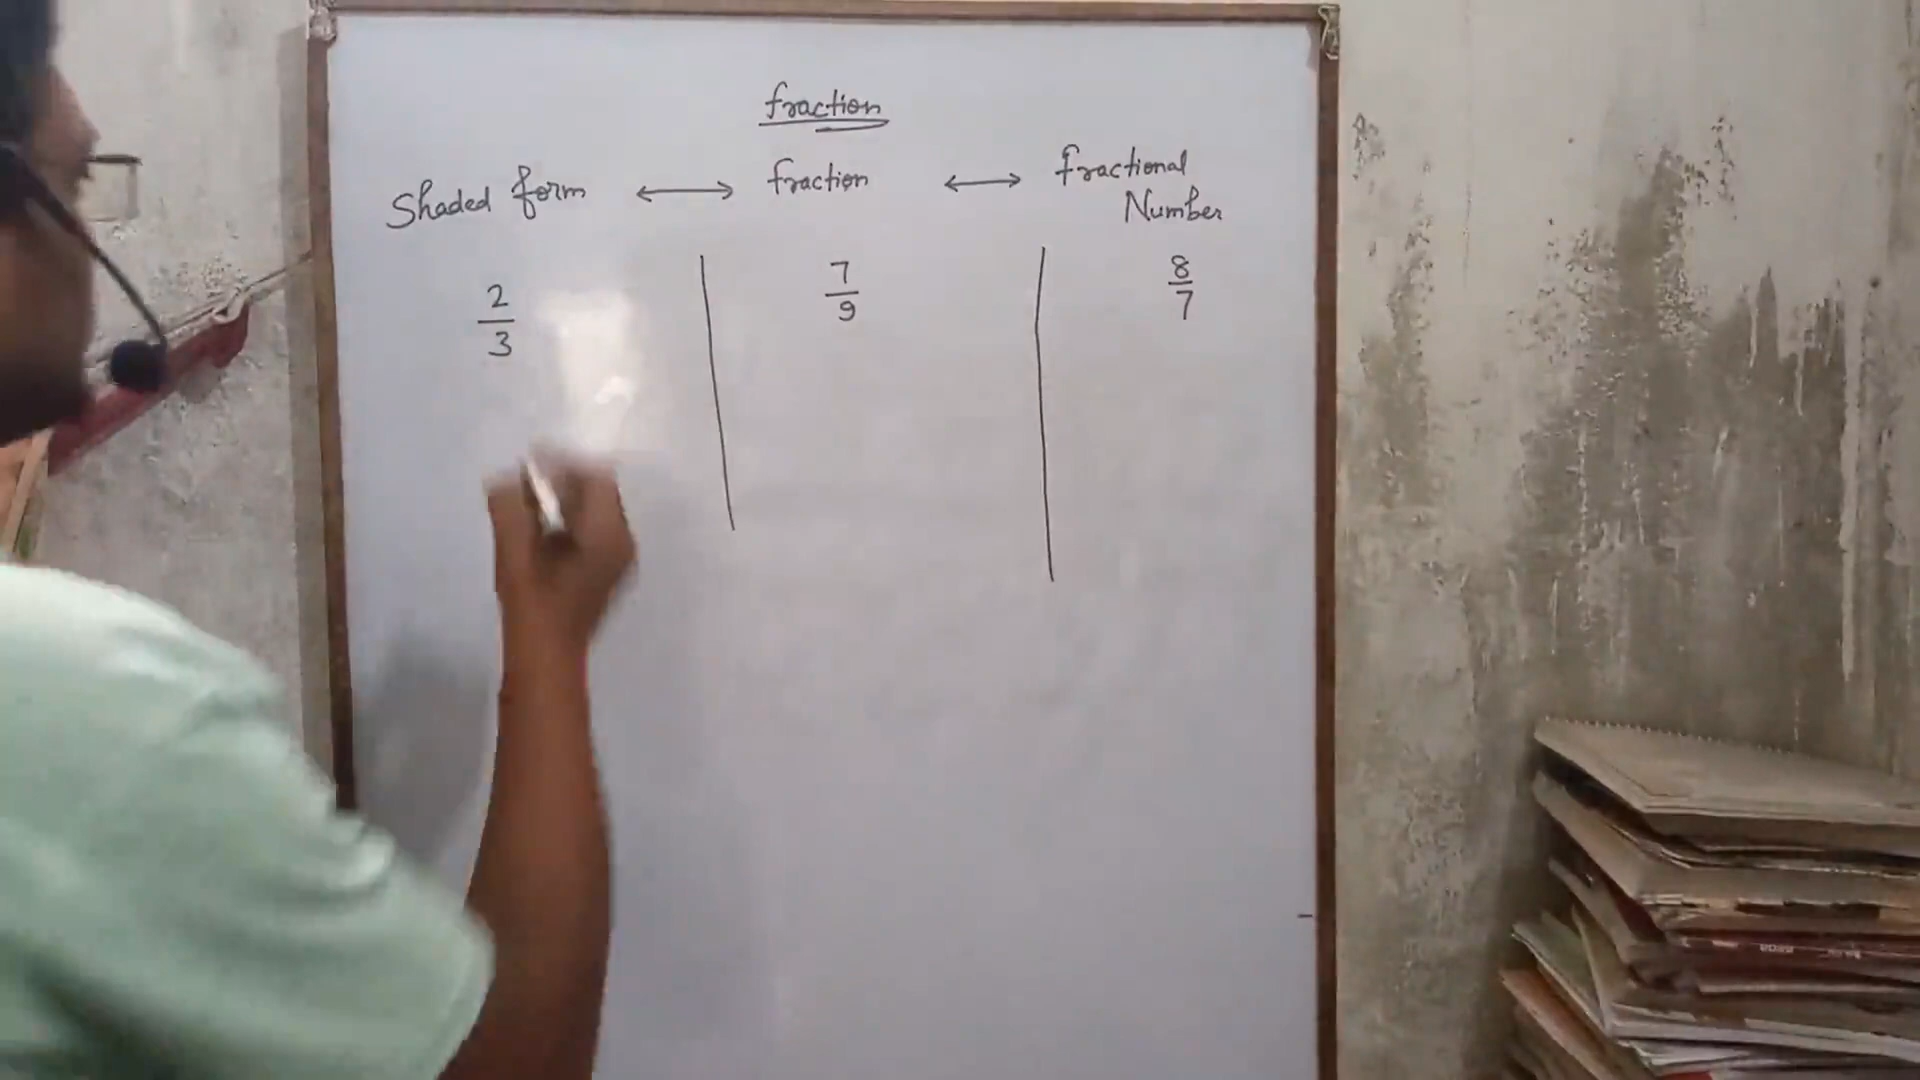 fraction
Shaded form ↔ fraction ↔ fractional Number
2/3 7/9 8/7